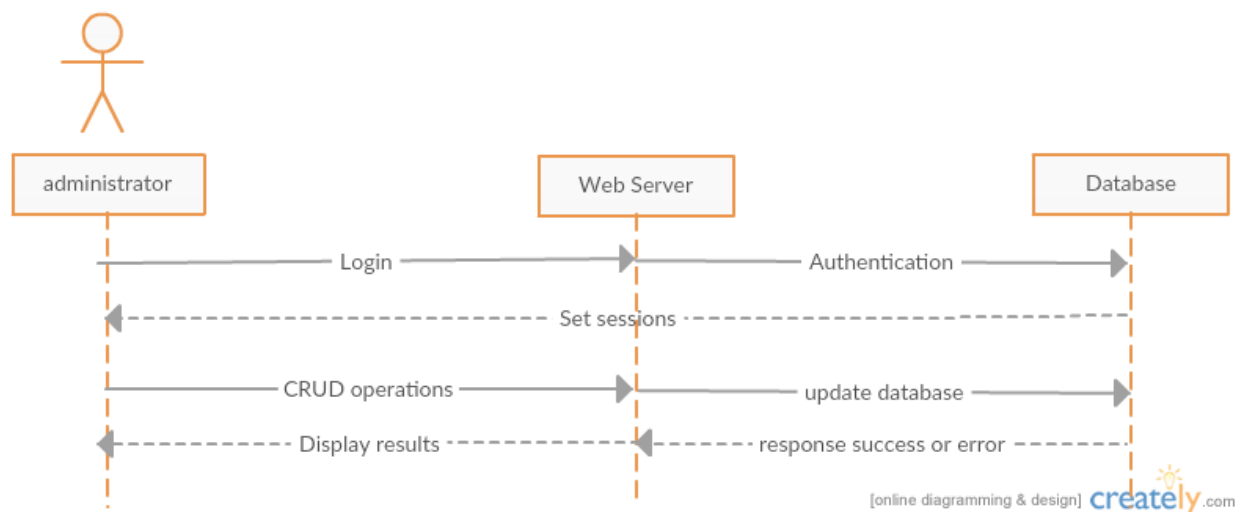 administrator
Web Server
Database
Login
Authentication
Set sessions
CRUD operations
update database
Display results
response success or error
[online diagramming & design] creately.com